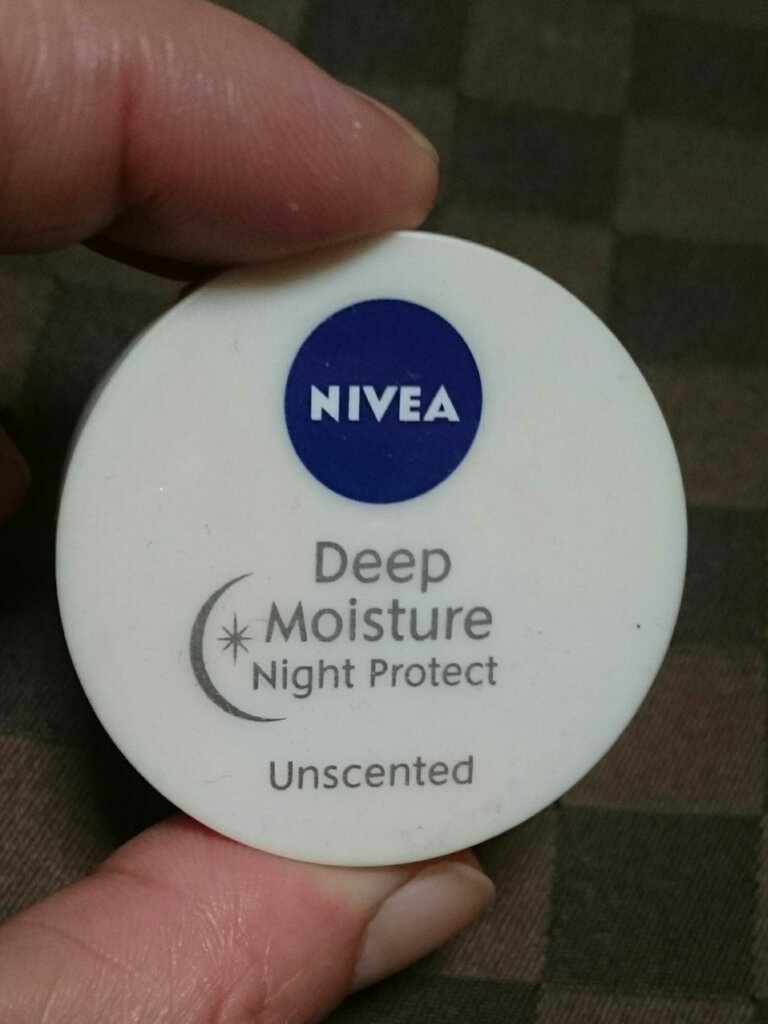 NIVEA
Deep
Moisture
Night Protect
Unscented